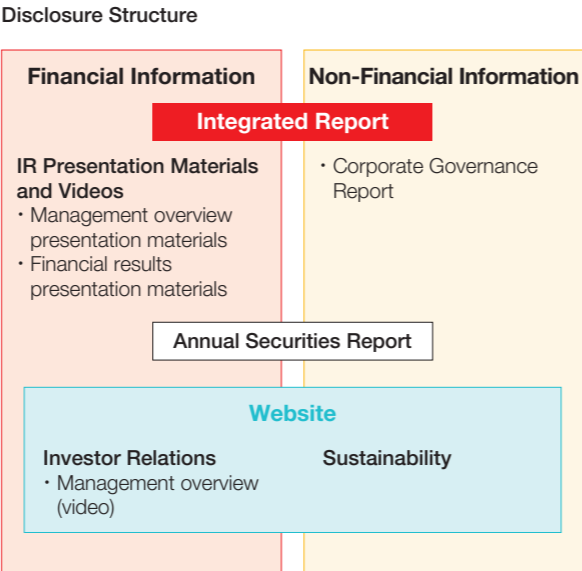 Disclosure Structure
Financial Information
Non-Financial Information
Integrated Report
IR Presentation Materials
and Videos
・Management overview
presentation materials
・Financial results
presentation materials
・Corporate Governance
Report
Annual Securities Report
Website
Investor Relations
・Management overview
(video)
Sustainability